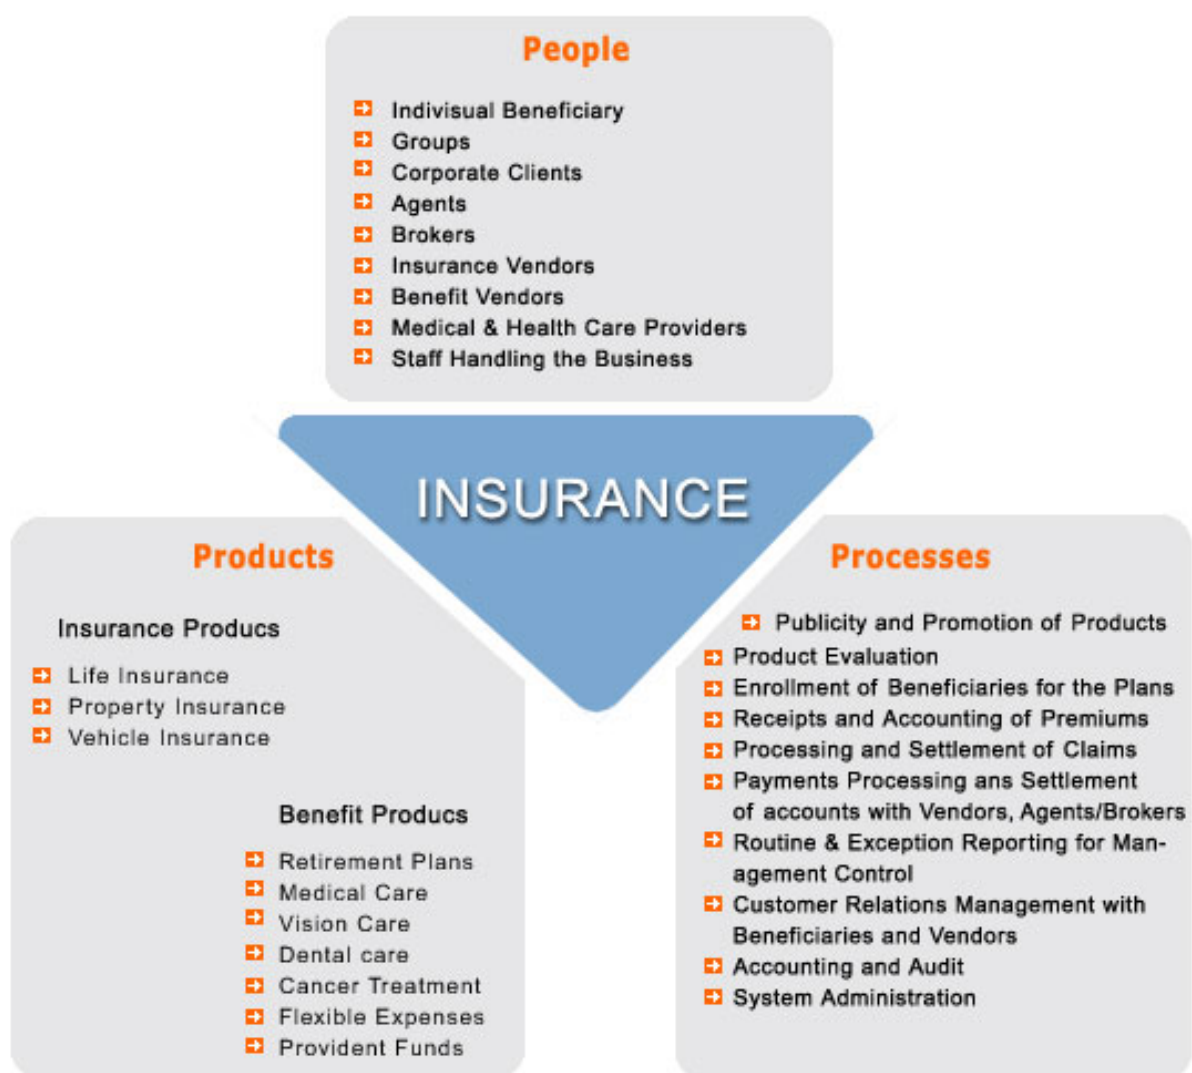 People
Indivisual Beneficiary
Groups
Corporate Clients
Agents
Brokers
Insurance Vendors
Benefit Vendors
Medical & Health Care Providers
Staff Handling the Business
INSURANCE
Products
Insurance Producs
Life Insurance
Property Insurance
Vehicle Insurance
Benefit Producs
Retirement Plans
Medical Care
Vision Care
Dental care
Cancer Treatment
Flexible Expenses
Provident Funds
Processes
Publicity and Promotion of Products
Product Evaluation
Enrollment of Beneficiaries for the Plans
Receipts and Accounting of Premiums
Processing and Settlement of Claims
Payments Processing ans Settlement
of accounts with Vendors, Agents/Brokers
Routine & Exception Reporting for Man-
agement Control
Customer Relations Management with
Beneficiaries and Vendors
Accounting and Audit
System Administration